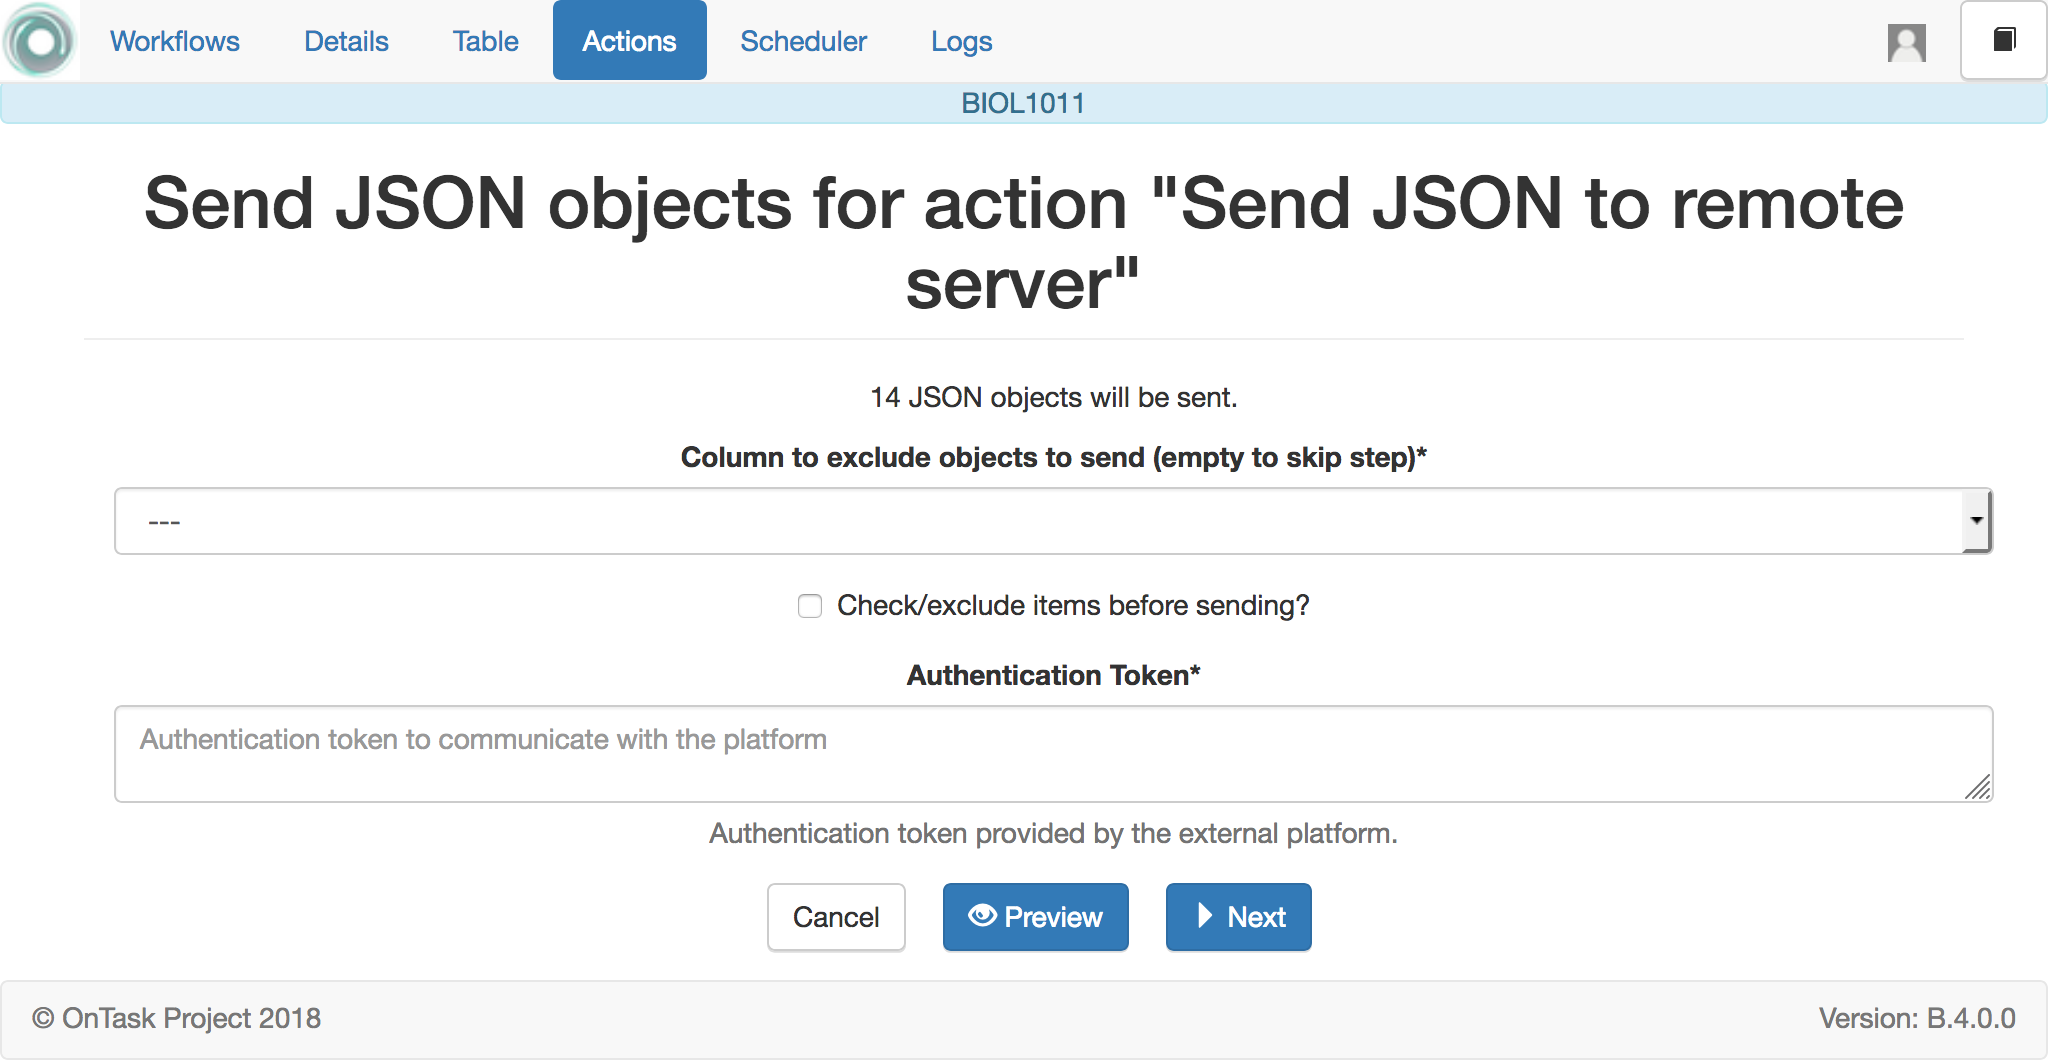 Workflows Details Table Actions Scheduler Logs
BIOL1011
Send JSON objects for action "Send JSON to remote
server"
14 JSON objects will be sent.
Column to exclude objects to send (empty to skip step)*
---
Check/exclude items before sending?
Authentication Token*
Authentication token to communicate with the platform
Authentication token provided by the external platform.
Cancel Preview Next
© OnTask Project 2018 Version: B.4.0.0